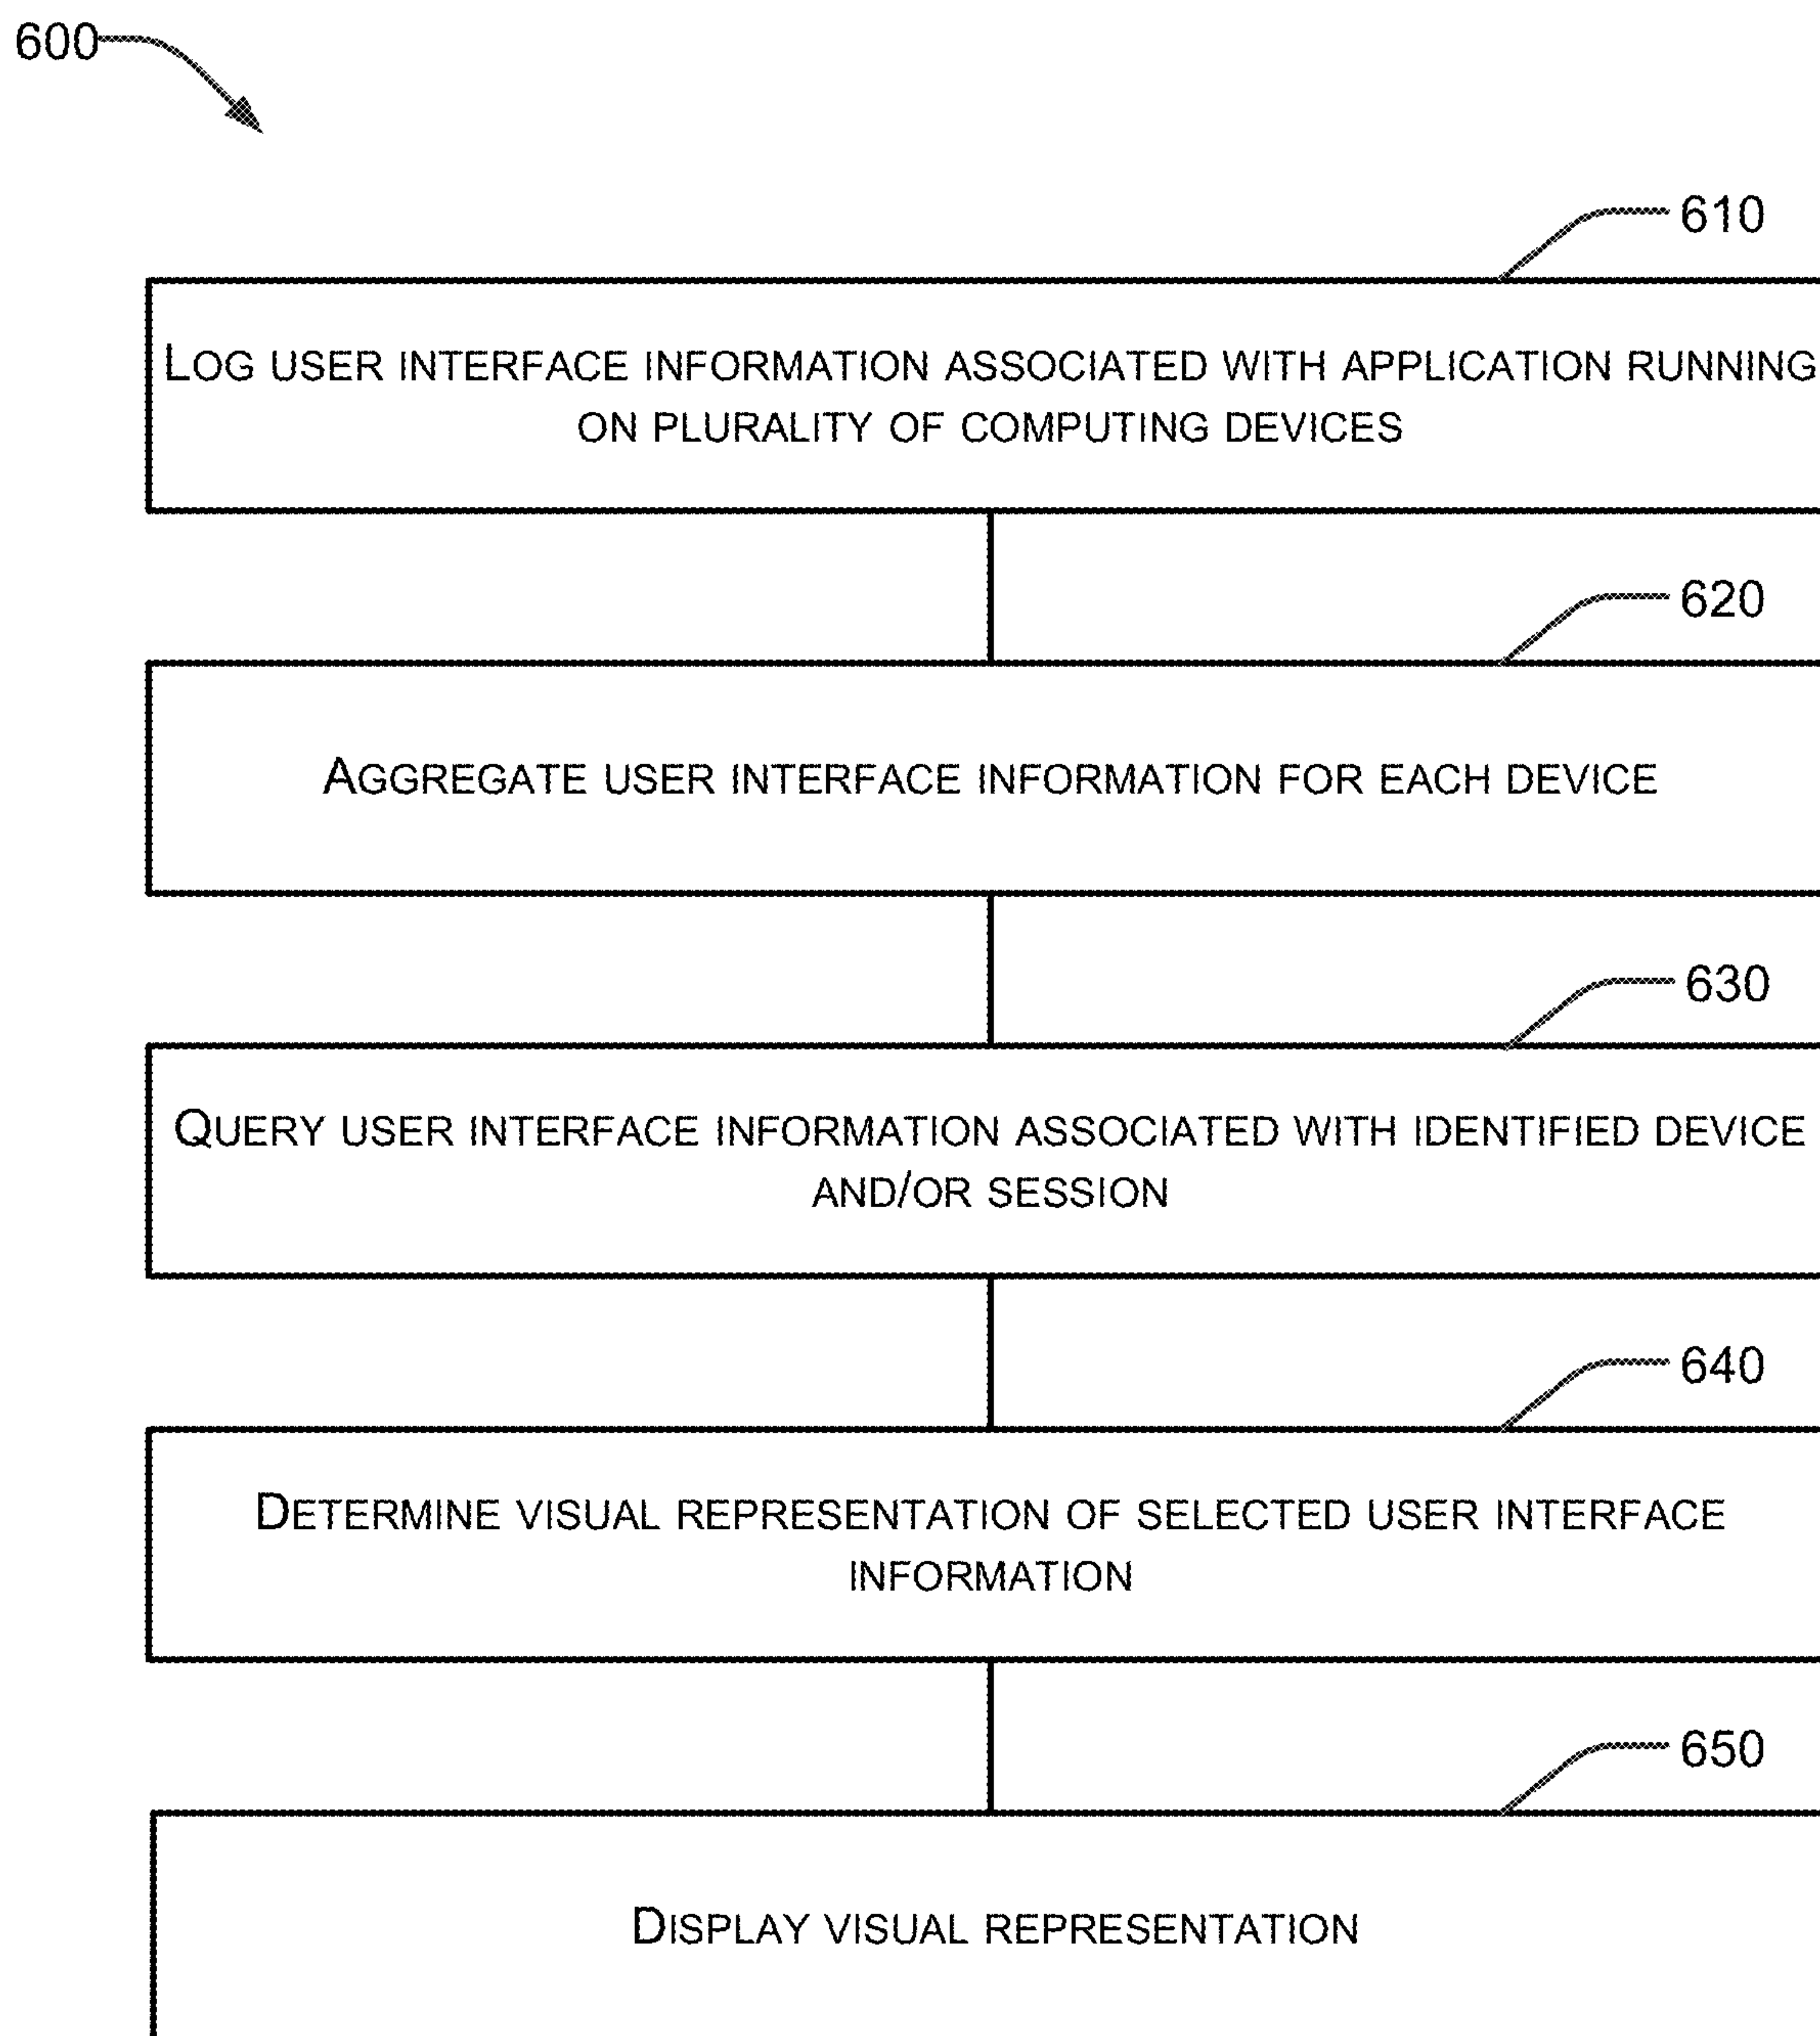 600
610
LOG USER INTERFACE INFORMATION ASSOCIATED WITH APPLICATION RUNNING
ON PLURALITY OF COMPUTING DEVICES
620
AGGREGATE USER INTERFACE INFORMATION FOR EACH DEVICE
630
QUERY USER INTERFACE INFORMATION ASSOCIATED WITH IDENTIFIED DEVICE
AND/OR SESSION
640
DETERMINE VISUAL REPRESENTATION OF SELECTED USER INTERFACE
INFORMATION
650
DISPLAY VISUAL REPRESENTATION